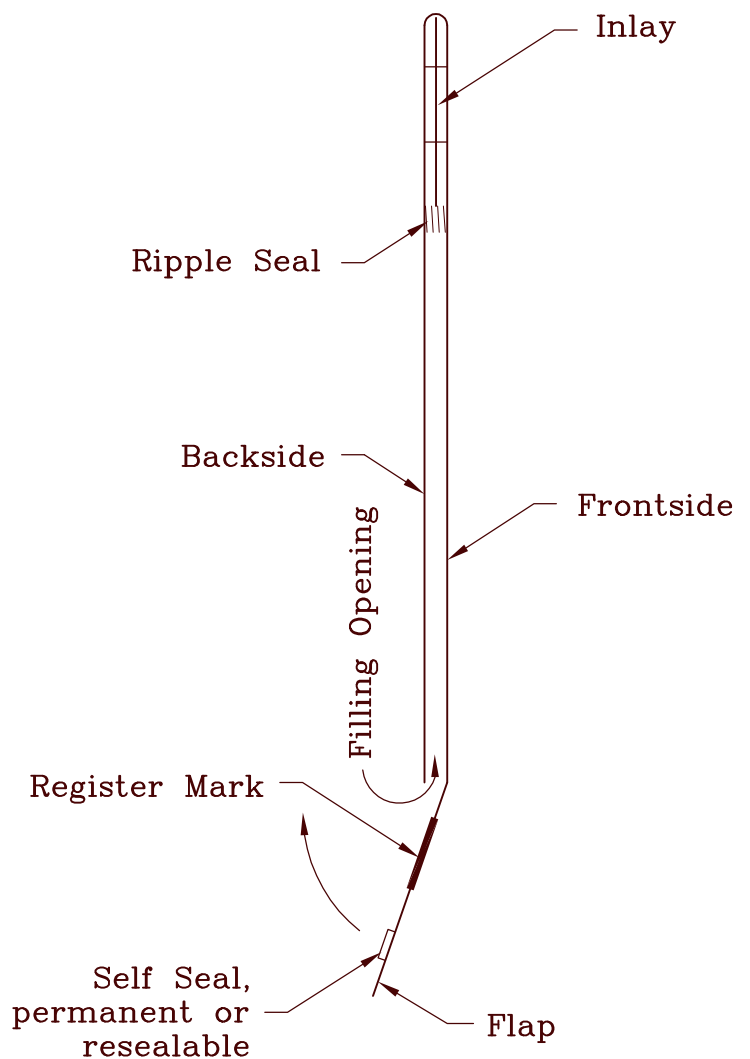 Inlay
Ripple Seal
Backside
Frontside
Filling Opening
Register Mark
Self Seal,
permanent or
resealable
Flap